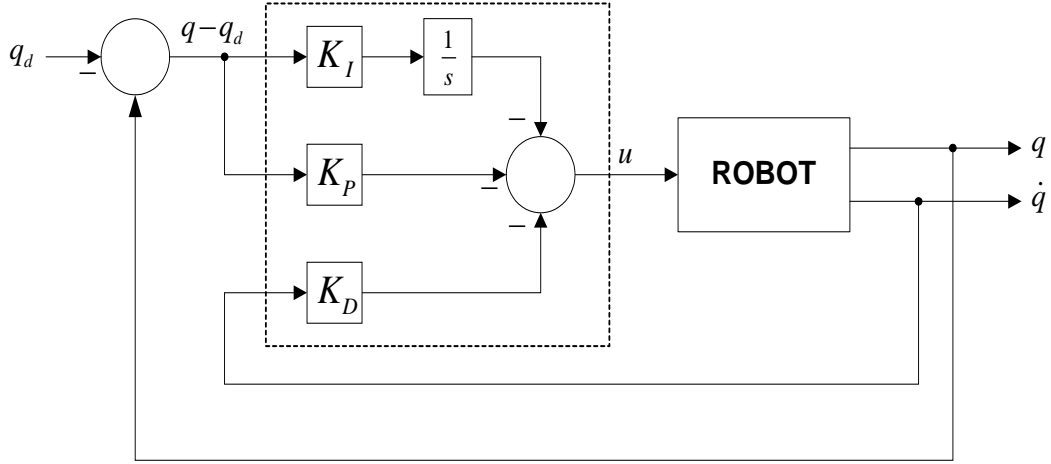 q_d
−
q−q_d
K_I
1/s
−
K_P
−
u
ROBOT
q
q̇
−
K_D